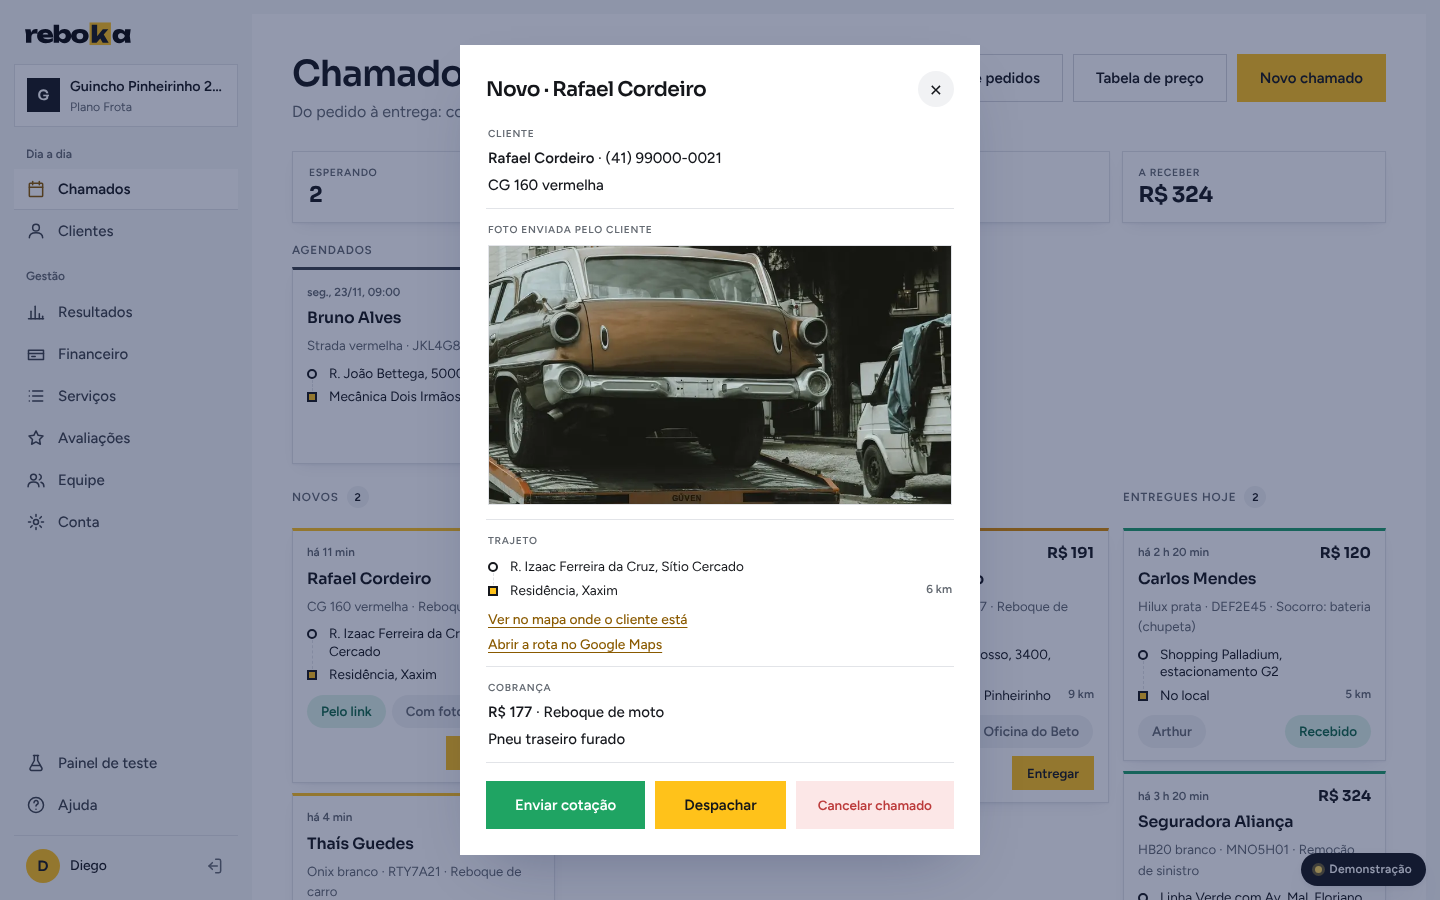 reboka
G
Guincho Pinheirinho 2...
Plano Frota
Dia a dia
Chamados
Clientes
Gestão
Resultados
Financeiro
Serviços
Avaliações
Equipe
Conta
Painel de teste
Ajuda
D
Diego
pedidos
Tabela de preço
Novo chamado
Do pedido à entrega:
ESPERANDO
2
A RECEBER
R$ 324
AGENDADOS
seg., 23/11, 09:00
Bruno Alves
Strada vermelha · JKL4G8
R. João Bettega, 5000
Mecânica Dois Irmãos
NOVOS 2
há 11 min
Rafael Cordeiro
CG 160 vermelha · Reboq
R. Izaac Ferreira da Cr
Cercado
Residência, Xaxim
Pelo link
Com foto
há 4 min
Thaís Guedes
Onix branco · RTY7A21 · Reboque de
carro
Novo · Rafael Cordeiro
CLIENTE
Rafael Cordeiro · (41) 99000-0021
CG 160 vermelha
FOTO ENVIADA PELO CLIENTE
GÜVEN
TRAJETO
R. Izaac Ferreira da Cruz, Sítio Cercado
Residência, Xaxim
6 km
Ver no mapa onde o cliente está
Abrir a rota no Google Maps
COBRANÇA
R$ 177 · Reboque de moto
Pneu traseiro furado
Enviar cotação
Despachar
Cancelar chamado
R$ 191
7 · Reboque de
osso, 3400,
Pinheirinho
9 km
Oficina do Beto
Entregar
ENTREGUES HOJE 2
há 2 h 20 min
R$ 120
Carlos Mendes
Hilux prata · DEF2E45 · Socorro: bateria
(chupeta)
Shopping Palladium,
estacionamento G2
No local
5 km
Arthur
Recebido
há 3 h 20 min
R$ 324
Seguradora Aliança
HB20 branco · MNO5H01 · Remoção
de sinistro
Linha Verde com Av. Mal. Floriano
Demonstração